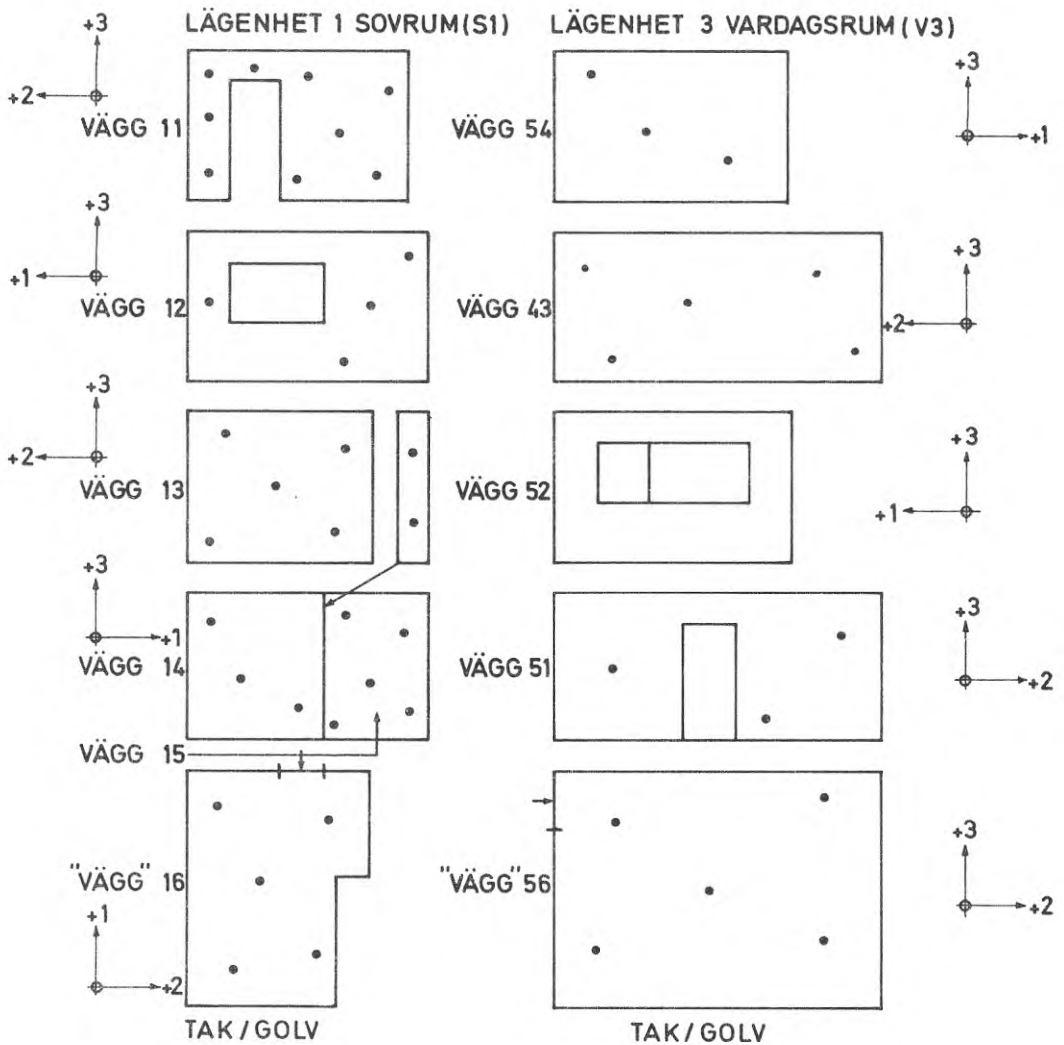 LÄGENHET 1 SOVRUM(S1)
+3
+2
VÄGG 11
+3
+1
VÄGG 12
+3
+2
VÄGG 13
+3
+1
VÄGG 14
VÄGG 15
"VÄGG" 16
+1
+2
TAK/GOLV
LÄGENHET 3 VARDAGSRUM(V3)
+3
VÄGG 54
+1
+3
VÄGG 43
+2
+3
VÄGG 52
+1
+3
VÄGG 51
+2
"VÄGG" 56
+3
+2
TAK/GOLV